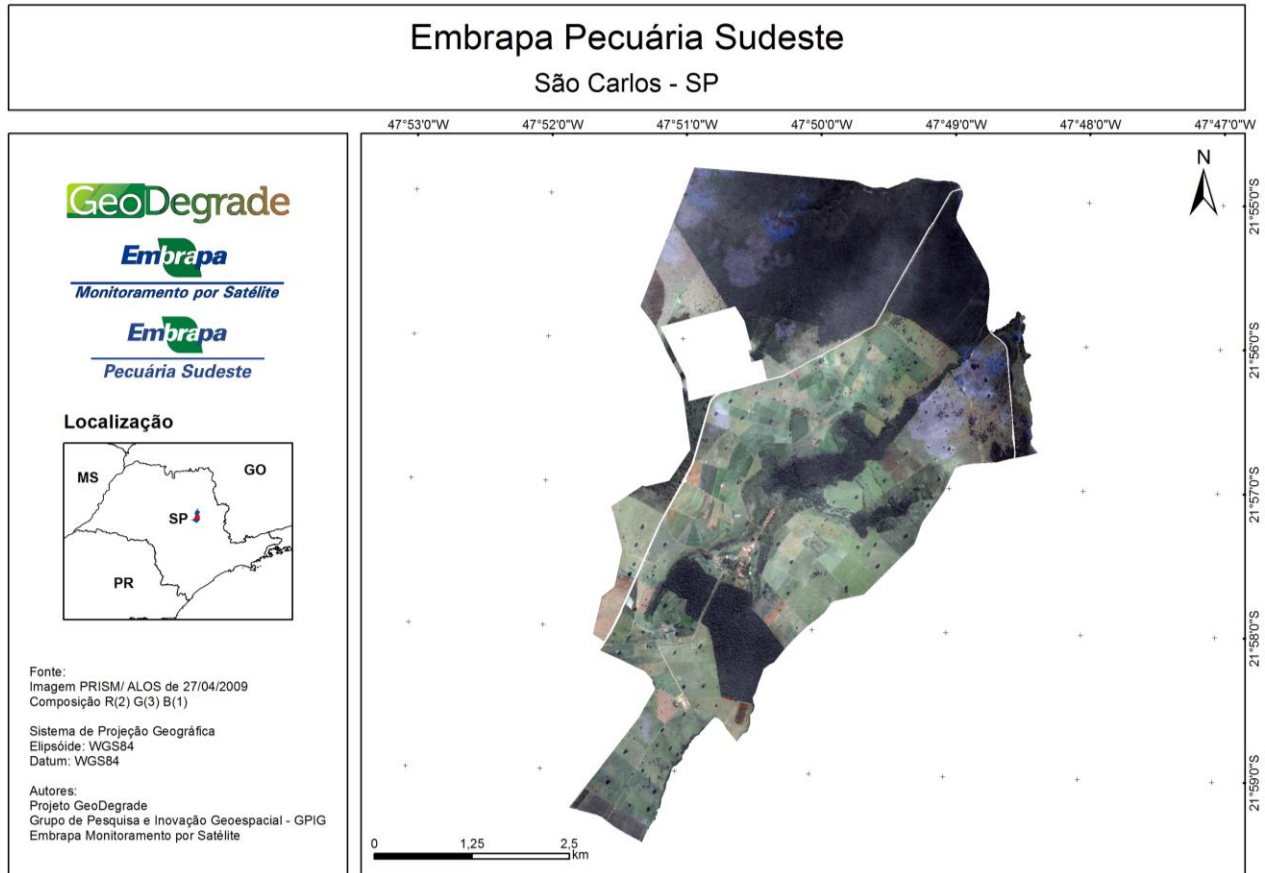 Embrapa Pecuária Sudeste
São Carlos - SP
47°53'0"W 47°52'0"W 47°51'0"W 47°50'0"W 47°49'0"W 47°48'0"W 47°47'0"W
N
21°55'0"S
21°56'0"S
21°57'0"S
21°58'0"S
21°59'0"S
GeoDegrade
Embrapa
Monitoramento por Satélite
Embrapa
Pecuária Sudeste
Localização
MS
GO
SP
PR
Fonte:
Imagem PRISM/ ALOS de 27/04/2009
Composição R(2) G(3) B(1)
Sistema de Projeção Geográfica
Elipsóide: WGS84
Datum: WGS84
Autores:
Projeto GeoDegrade
Grupo de Pesquisa e Inovação Geoespacial - GPIG
Embrapa Monitoramento por Satélite
0 1,25 2,5
km